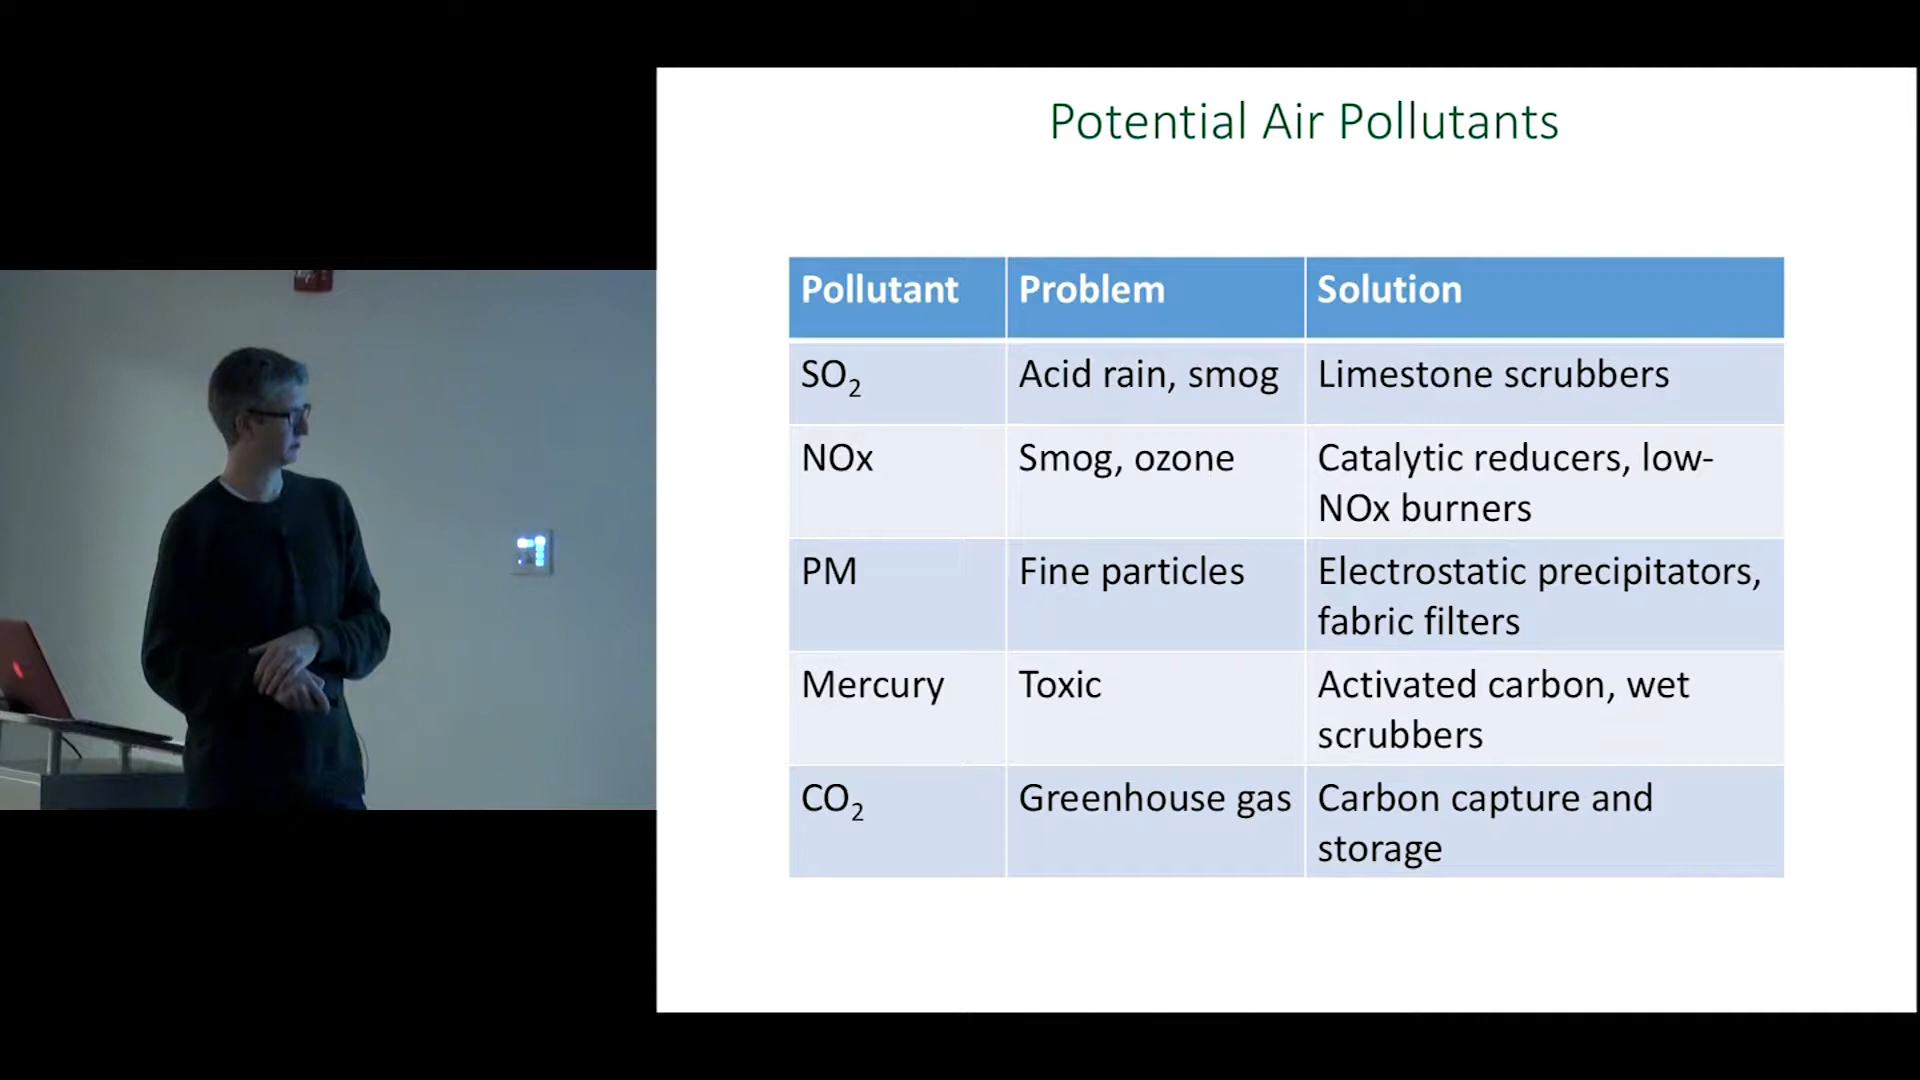 Potential Air Pollutants
Pollutant Problem Solution
SO₂ Acid rain, smog Limestone scrubbers
NOx Smog, ozone Catalytic reducers, low-
NOx burners
PM Fine particles Electrostatic precipitators,
fabric filters
Mercury Toxic Activated carbon, wet
scrubbers
CO₂ Greenhouse gas Carbon capture and
storage